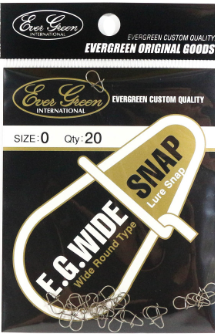 Ever Green
INTERNATIONAL
EVERGREEN CUSTOM QUALITY
EVERGREEN ORIGINAL GOODS
Ever Green
INTERNATIONAL
EVERGREEN CUSTOM QUALITY
SIZE:0 Qty:20
E.G.WIDE
Wide Round Type
SNAP
Lure Snap